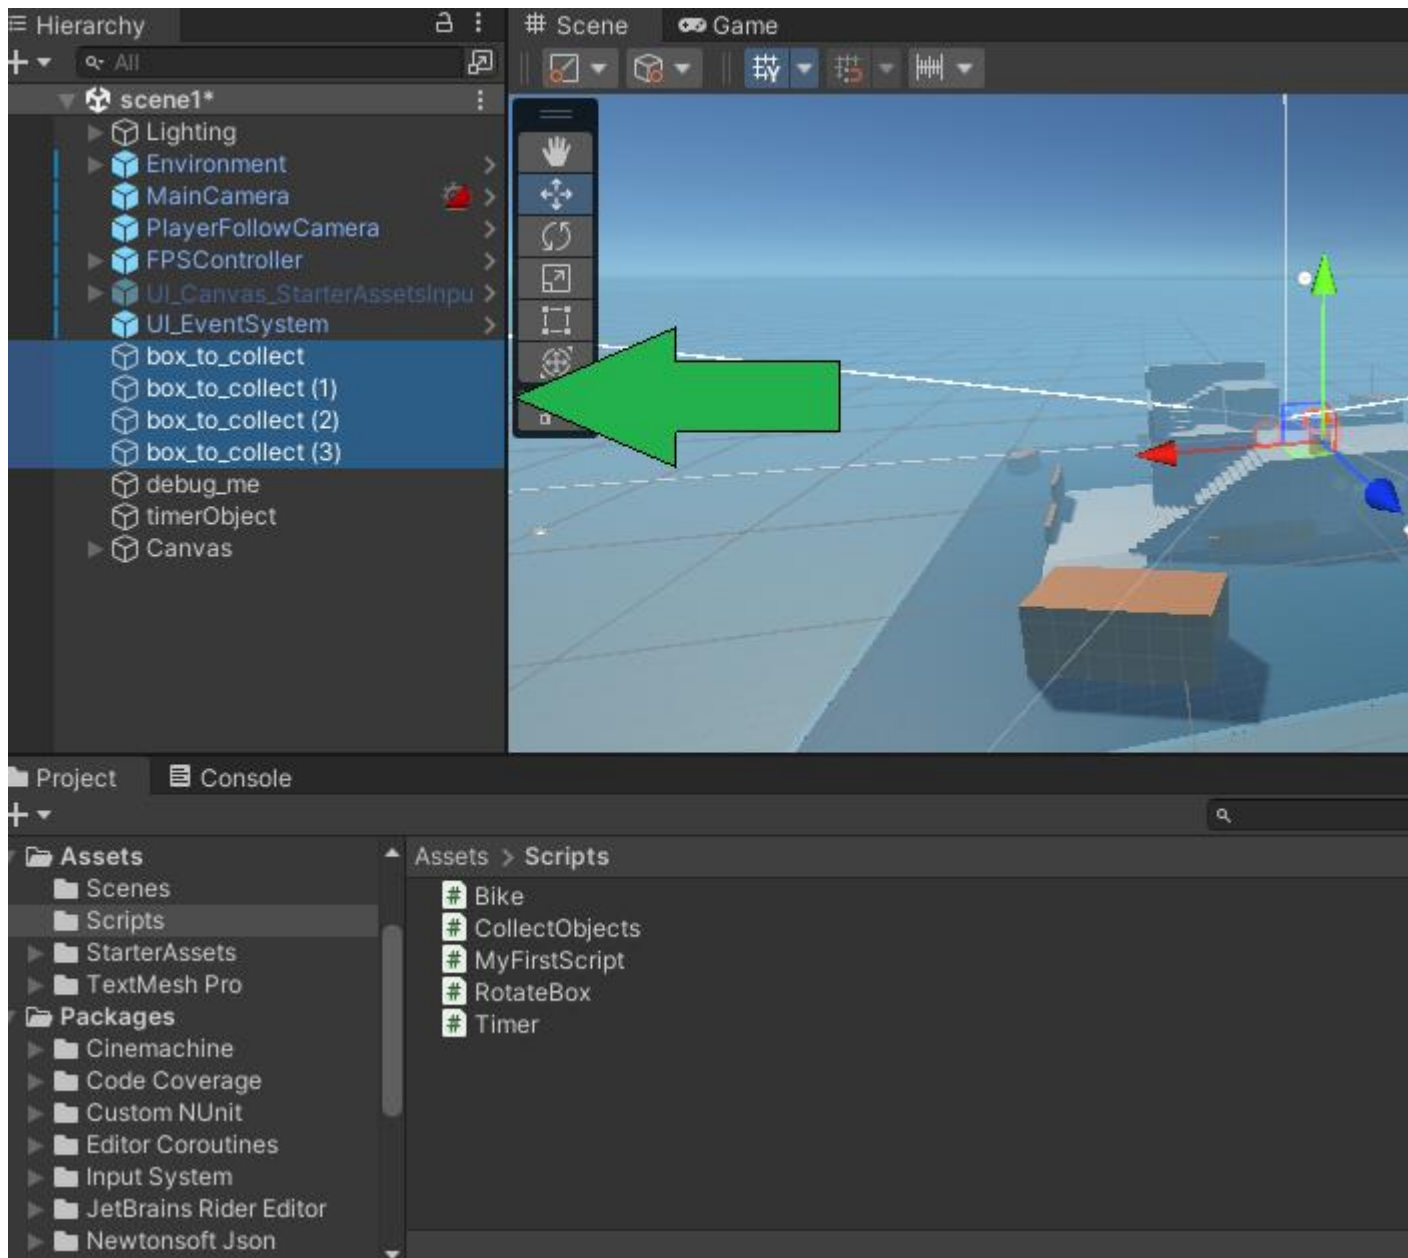 Hierarchy
Scene
Game
All
scene1*
Lighting
Environment
MainCamera
PlayerFollowCamera
FPSController
UI_Canvas_StarterAssetsInpu
UI_EventSystem
box_to_collect
box_to_collect (1)
box_to_collect (2)
box_to_collect (3)
debug_me
timerObject
Canvas
Project
Console
Assets
Scenes
Scripts
StarterAssets
TextMesh Pro
Packages
Cinemachine
Code Coverage
Custom NUnit
Editor Coroutines
Input System
JetBrains Rider Editor
Newtonsoft Json
Assets > Scripts
Bike
CollectObjects
MyFirstScript
RotateBox
Timer